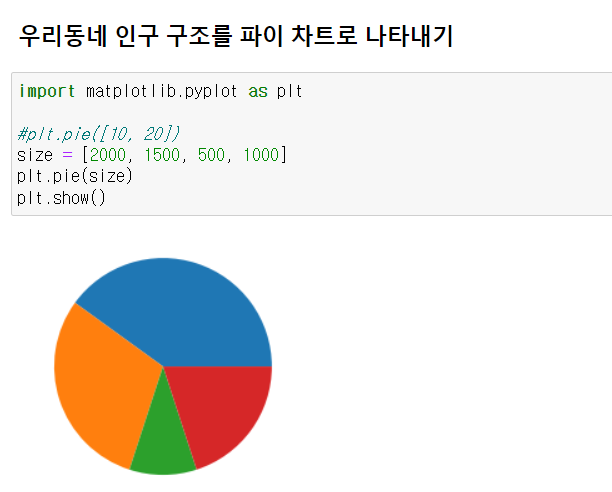 우리동네 인구 구조를 파이 차트로 나타내기
import matplotlib.pyplot as plt
#plt.pie([10, 20])
size = [2000, 1500, 500, 1000]
plt.pie(size)
plt.show()